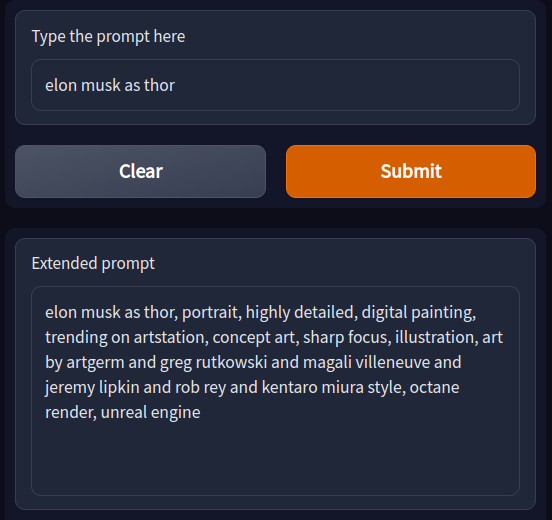 Type the prompt here
elon musk as thor
Clear
Submit
Extended prompt
elon musk as thor, portrait, highly detailed, digital painting,
trending on artstation, concept art, sharp focus, illustration, art
by artgerm and greg rutkowski and magali villeneuve and
jeremy lipkin and rob rey and kentaro miura style, octane
render, unreal engine